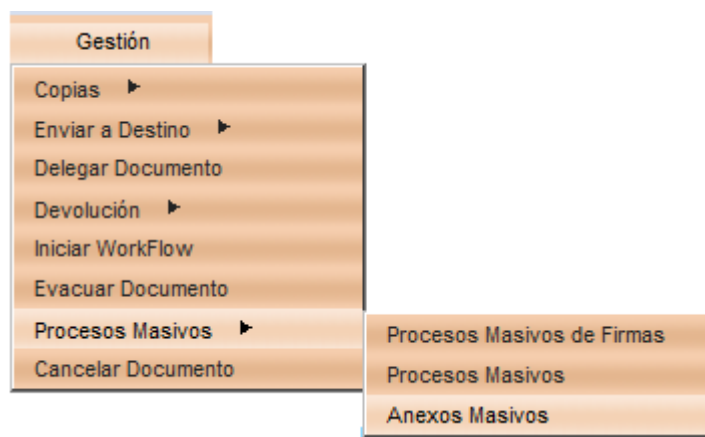 Gestión
Copias
Enviar a Destino
Delegar Documento
Devolución
Iniciar WorkFlow
Evacuar Documento
Procesos Masivos
Cancelar Documento
Procesos Masivos de Firmas
Procesos Masivos
Anexos Masivos